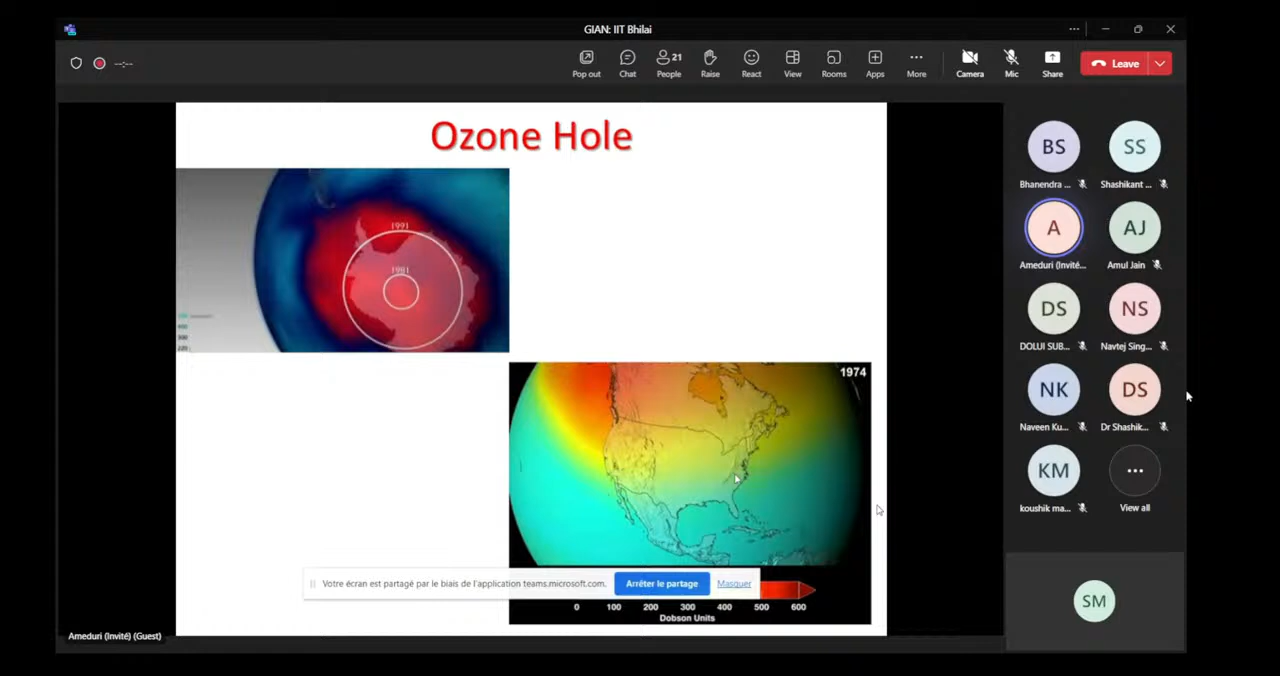 GIAN: IIT Bhilai
Pop out Chat 21 People Raise React View Rooms Apps More Camera Mic Share Leave
--:--
Ozone Hole
1991
1981
1974
0 100 200 300 400 500 600
Dobson Units
Votre écran est partagé par le biais de l'application teams.microsoft.com. Arrêter le partage Masquer
Ameduri (Invité) (Guest)
BS SS
Bhanendra ... Shashikant ...
A AJ
Ameduri (Invité... Amul Jain
DS NS
DOLUI SUB... Navtej Sing...
NK DS
Naveen Ku... Dr Shashik...
KM ...
koushik ma... View all
SM